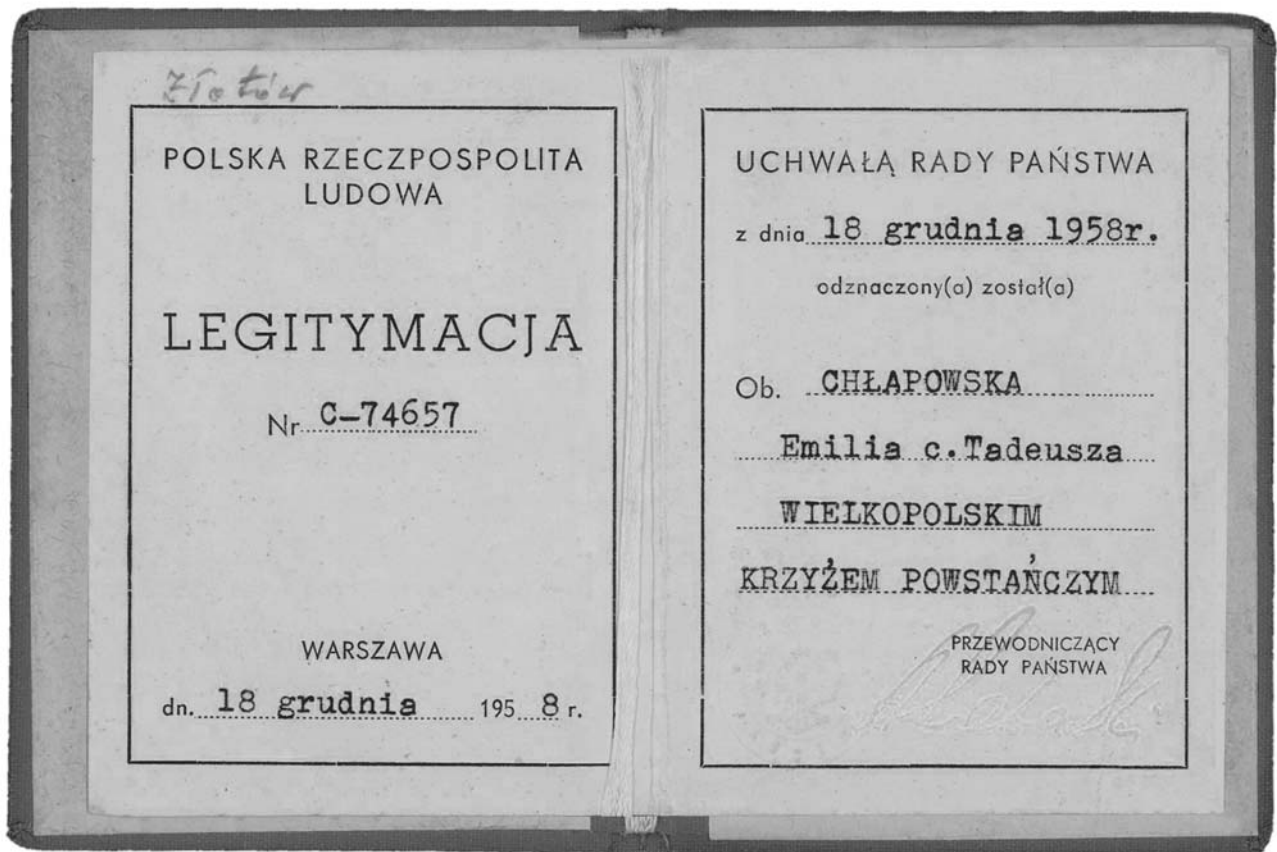 Złotów
POLSKA RZECZPOSPOLITA
LUDOWA
LEGITYMACJA
Nr C-74657
WARSZAWA
dn. 18 grudnia 1958 r.
UCHWAŁĄ RADY PAŃSTWA
z dnia 18 grudnia 1958r.
odznaczony(a) został(a)
Ob. CHŁAPOWSKA
Emilia c.Tadeusza
WIELKOPOLSKIM
KRZYŻEM POWSTAŃCZYM
PRZEWODNICZĄCY
RADY PAŃSTWA